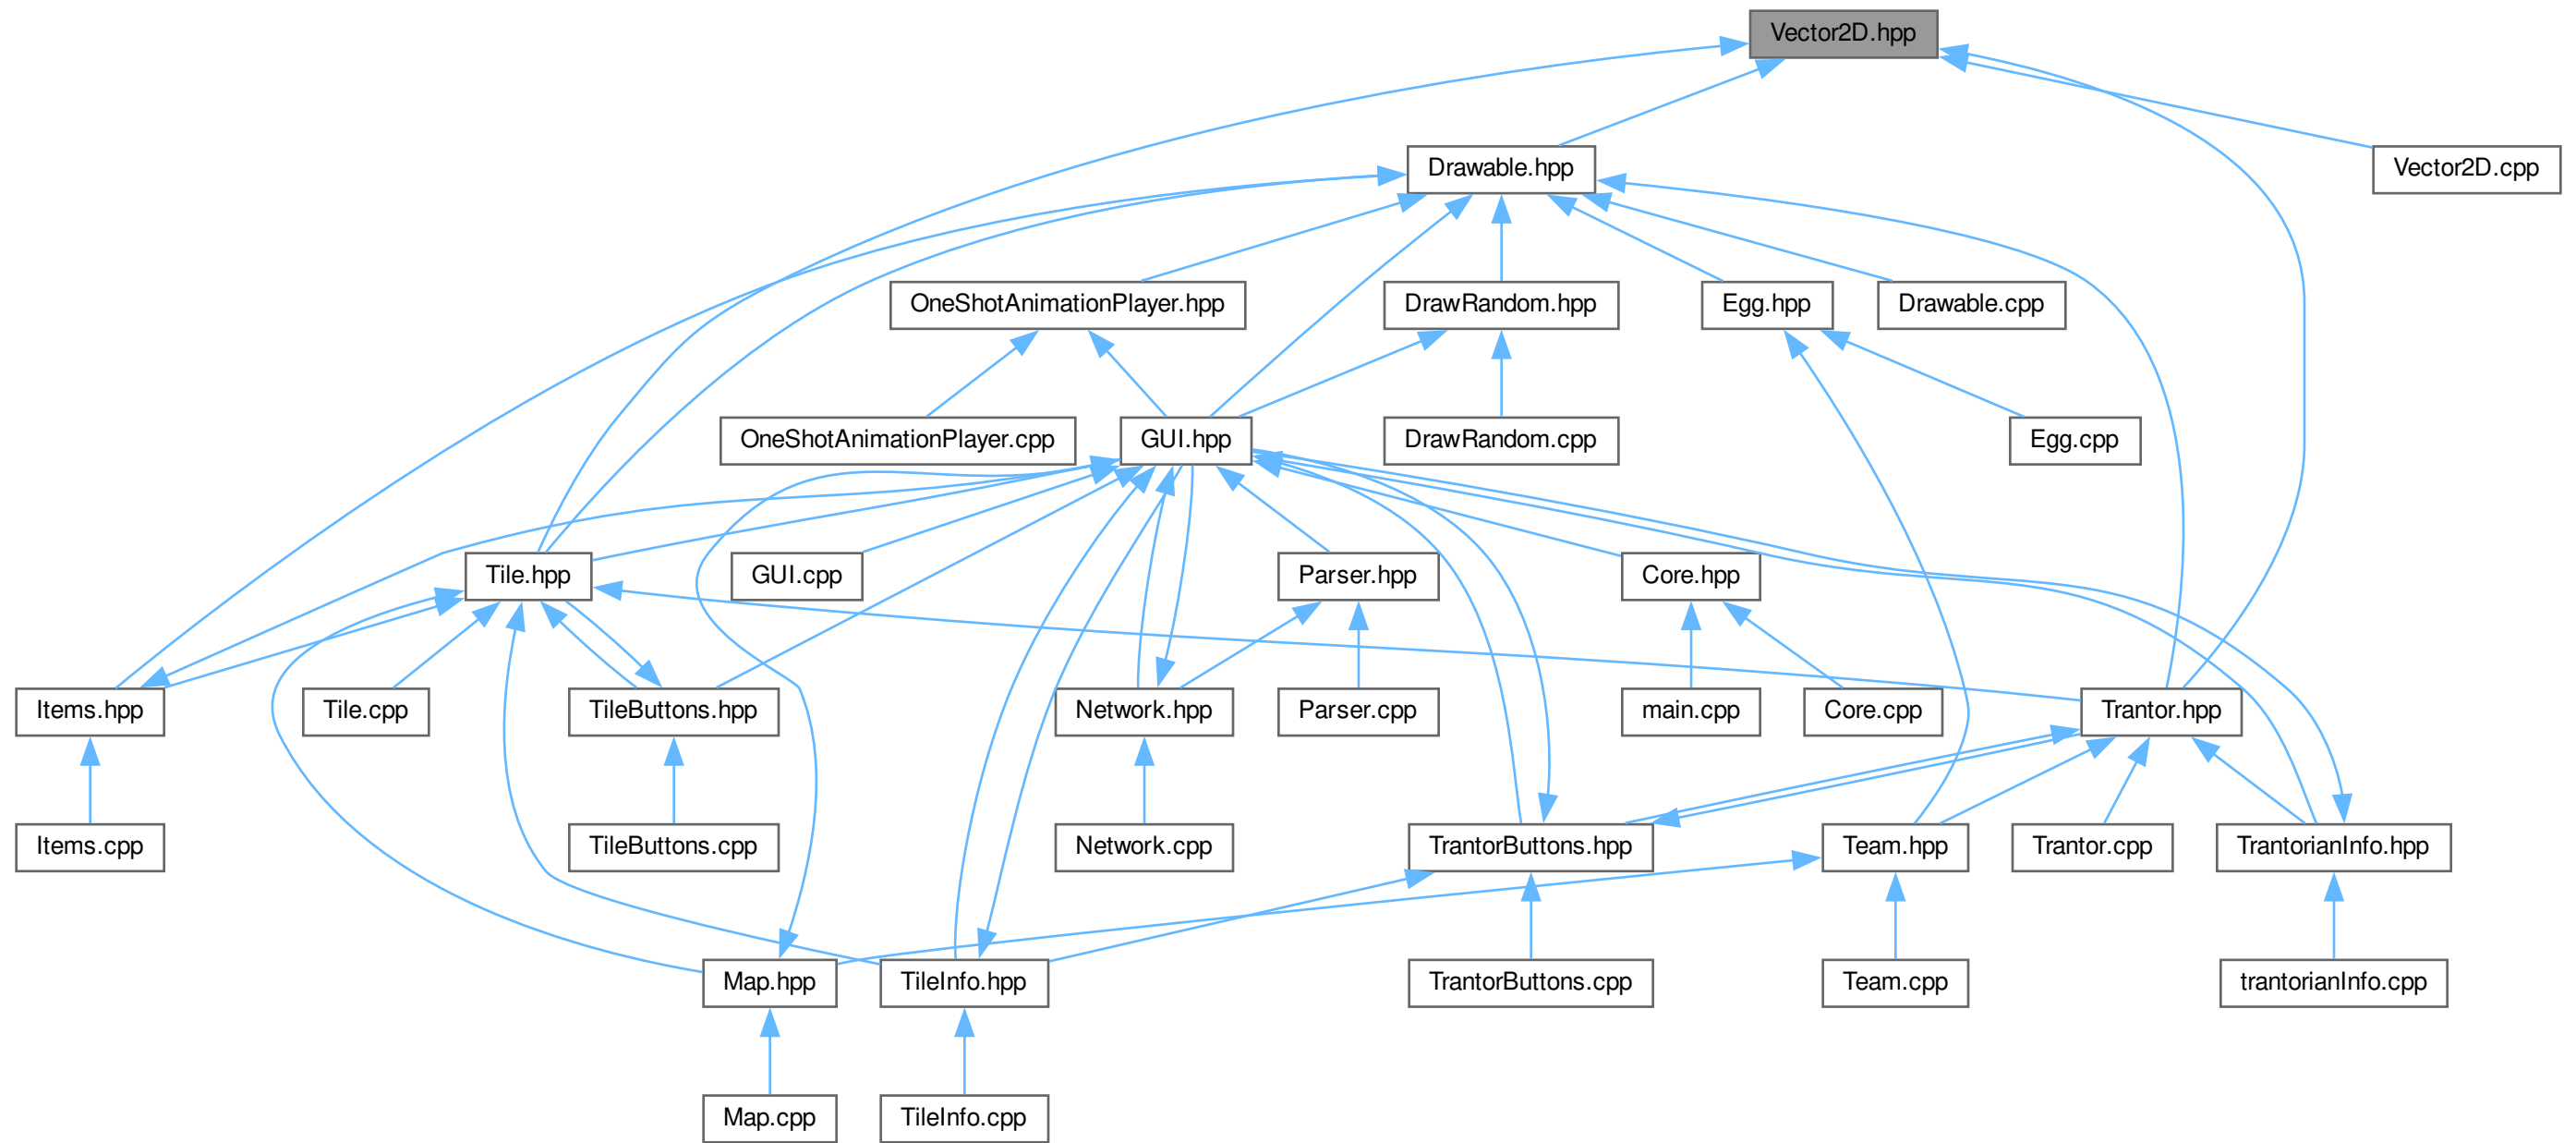 Vector2D.hpp
Drawable.hpp
Vector2D.cpp
OneShotAnimationPlayer.hpp
DrawRandom.hpp
Egg.hpp
Drawable.cpp
OneShotAnimationPlayer.cpp
GUI.hpp
DrawRandom.cpp
Egg.cpp
Tile.hpp
GUI.cpp
Parser.hpp
Core.hpp
Items.hpp
Tile.cpp
TileButtons.hpp
Network.hpp
Parser.cpp
main.cpp
Core.cpp
Trantor.hpp
Items.cpp
TileButtons.cpp
Network.cpp
TrantorButtons.hpp
Team.hpp
Trantor.cpp
TrantorianInfo.hpp
Map.hpp
TileInfo.hpp
TrantorButtons.cpp
Team.cpp
trantorianInfo.cpp
Map.cpp
TileInfo.cpp